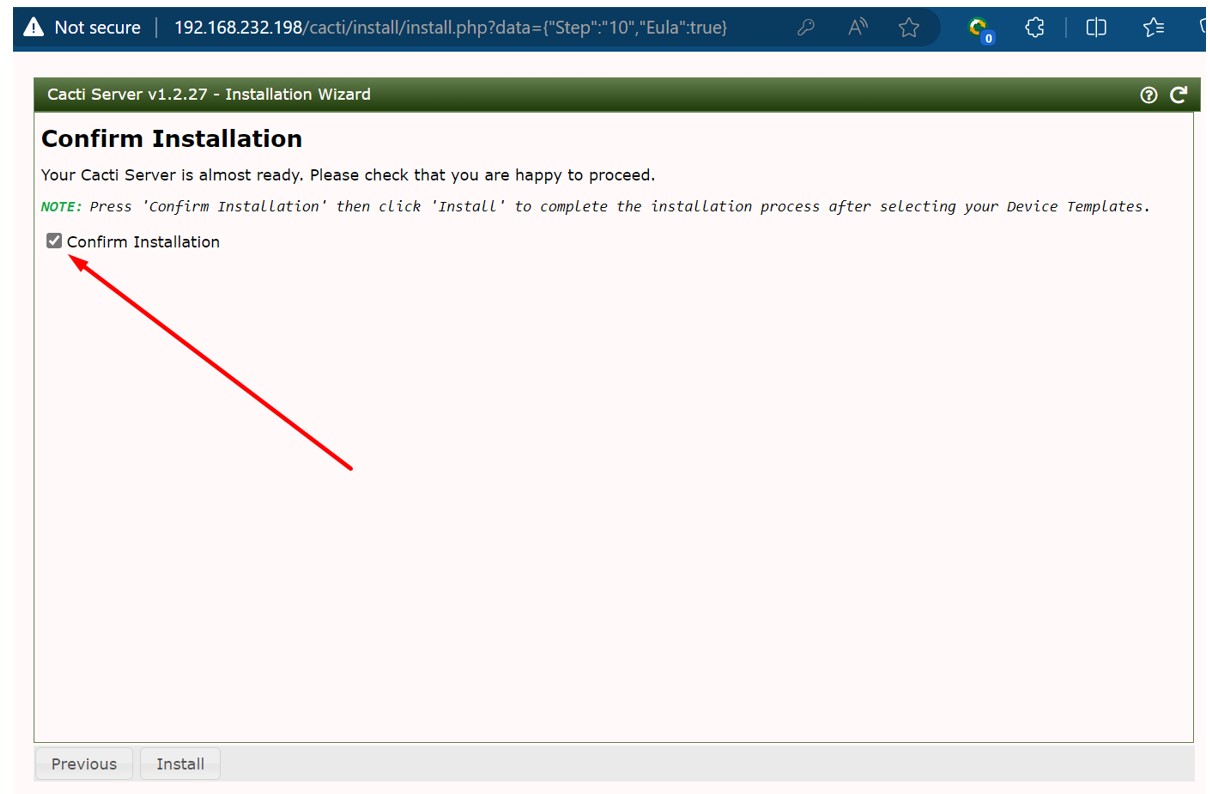 Not secure | 192.168.232.198/cacti/install/install.php?data={"Step":"10","Eula":true}
0
Cacti Server v1.2.27 - Installation Wizard
Confirm Installation
Your Cacti Server is almost ready. Please check that you are happy to proceed.
NOTE: Press 'Confirm Installation' then click 'Install' to complete the installation process after selecting your Device Templates.
Confirm Installation
Previous Install